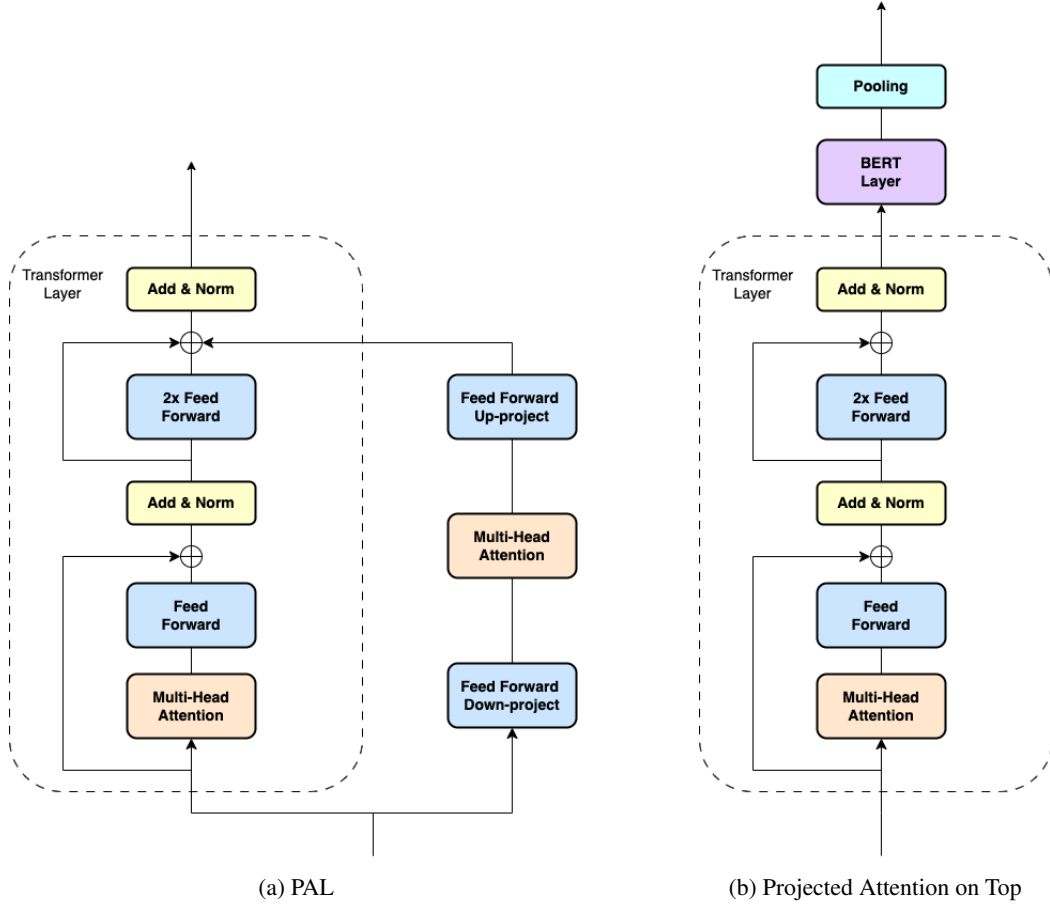 Transformer
Layer
Add & Norm
2x Feed
Forward
Add & Norm
Feed
Forward
Multi-Head
Attention
Feed Forward
Up-project
Multi-Head
Attention
Feed Forward
Down-project
(a) PAL
Pooling
BERT
Layer
Transformer
Layer
Add & Norm
2x Feed
Forward
Add & Norm
Feed
Forward
Multi-Head
Attention
(b) Projected Attention on Top